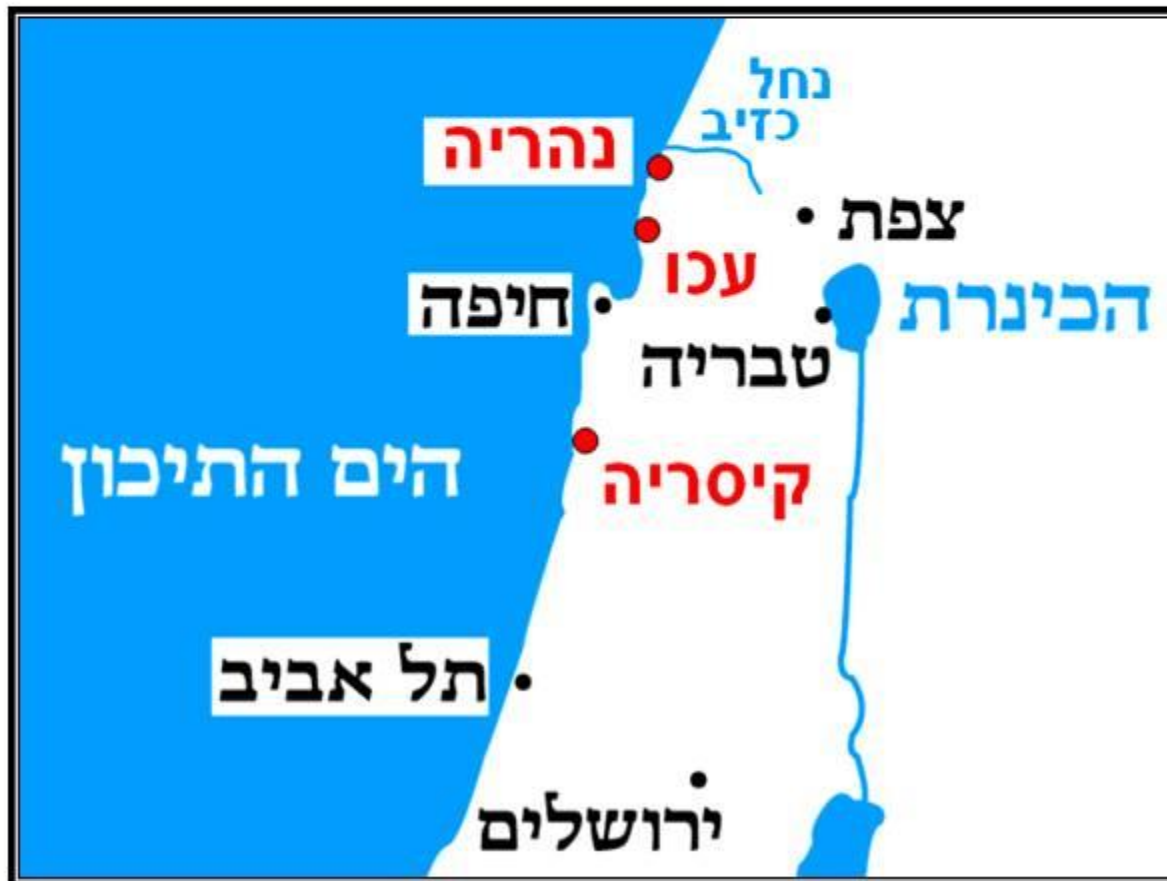 נחל
כזיב
נהריה
צפת
עכו
הכינרת
חיפה
טבריה
הים התיכון
קיסריה
תל אביב
ירושלים